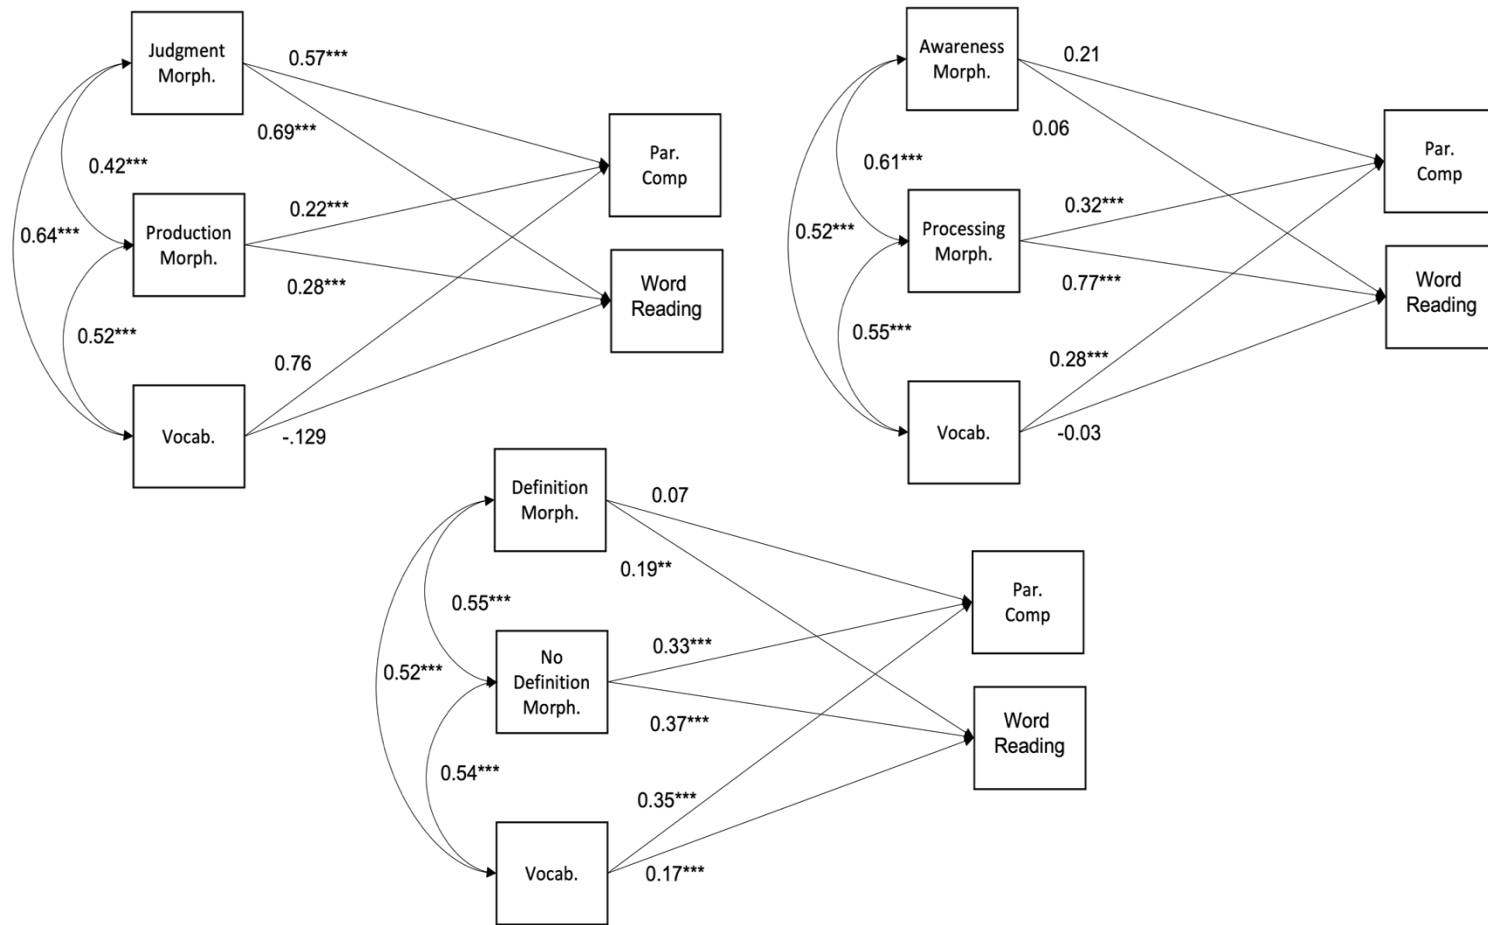 Judgment
Morph.
0.57***
0.69***
0.42***
0.64***
Production
Morph.
0.22***
0.28***
0.52***
0.76
Vocab.
-.129
Par.
Comp
Word
Reading
Awareness
Morph.
0.21
0.06
0.61***
0.52***
Processing
Morph.
0.32***
0.77***
0.55***
0.28***
Vocab.
-0.03
Par.
Comp
Word
Reading
Definition
Morph.
0.07
0.19**
0.55***
0.52***
No
Definition
Morph.
0.33***
0.37***
0.54***
0.35***
Vocab.
0.17***
Par.
Comp
Word
Reading